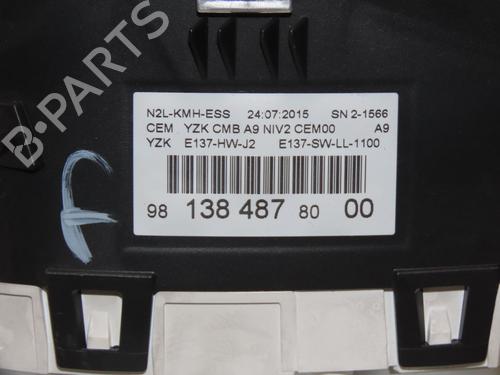 B-PARTS
N2L-KMH-ESS 24:07:2015 SN 2-1566
CEM YZK CMB A9 NIV2 CEM00 A9
YZK E137-HW-J2 E137-SW-LL-1100
98 138 487 80 00